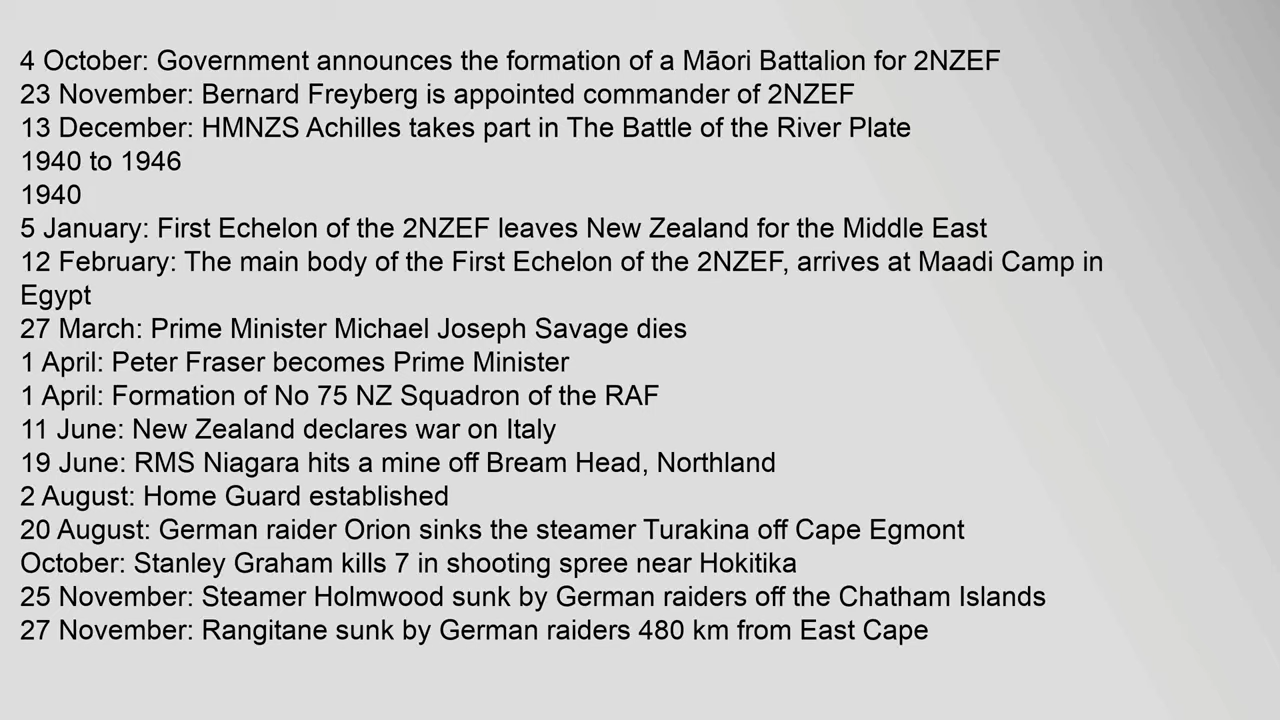 4 October: Government announces the formation of a Māori Battalion for 2NZEF
23 November: Bernard Freyberg is appointed commander of 2NZEF
13 December: HMNZS Achilles takes part in The Battle of the River Plate
1940 to 1946
1940
5 January: First Echelon of the 2NZEF leaves New Zealand for the Middle East
12 February: The main body of the First Echelon of the 2NZEF, arrives at Maadi Camp in
Egypt
27 March: Prime Minister Michael Joseph Savage dies
1 April: Peter Fraser becomes Prime Minister
1 April: Formation of No 75 NZ Squadron of the RAF
11 June: New Zealand declares war on Italy
19 June: RMS Niagara hits a mine off Bream Head, Northland
2 August: Home Guard established
20 August: German raider Orion sinks the steamer Turakina off Cape Egmont
October: Stanley Graham kills 7 in shooting spree near Hokitika
25 November: Steamer Holmwood sunk by German raiders off the Chatham Islands
27 November: Rangitane sunk by German raiders 480 km from East Cape